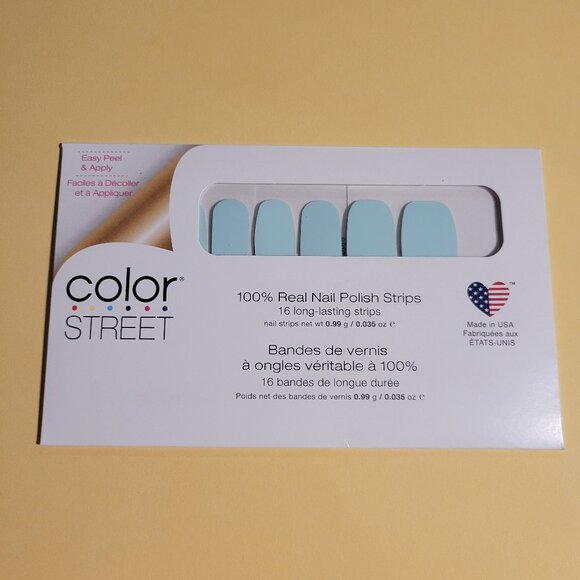 Easy Peel
& Apply
Faciles à Décoller
et à Appliquer
color®
STREET
100% Real Nail Polish Strips
16 long-lasting strips
nail strips net wt 0.99 g / 0.035 oz ℮
Bandes de vernis
à ongles véritable à 100%
16 bandes de longue durée
Poids net des bandes de vernis 0.99 g / 0.035 oz ℮
™
Made in USA
Fabriquées aux
ÉTATS-UNIS